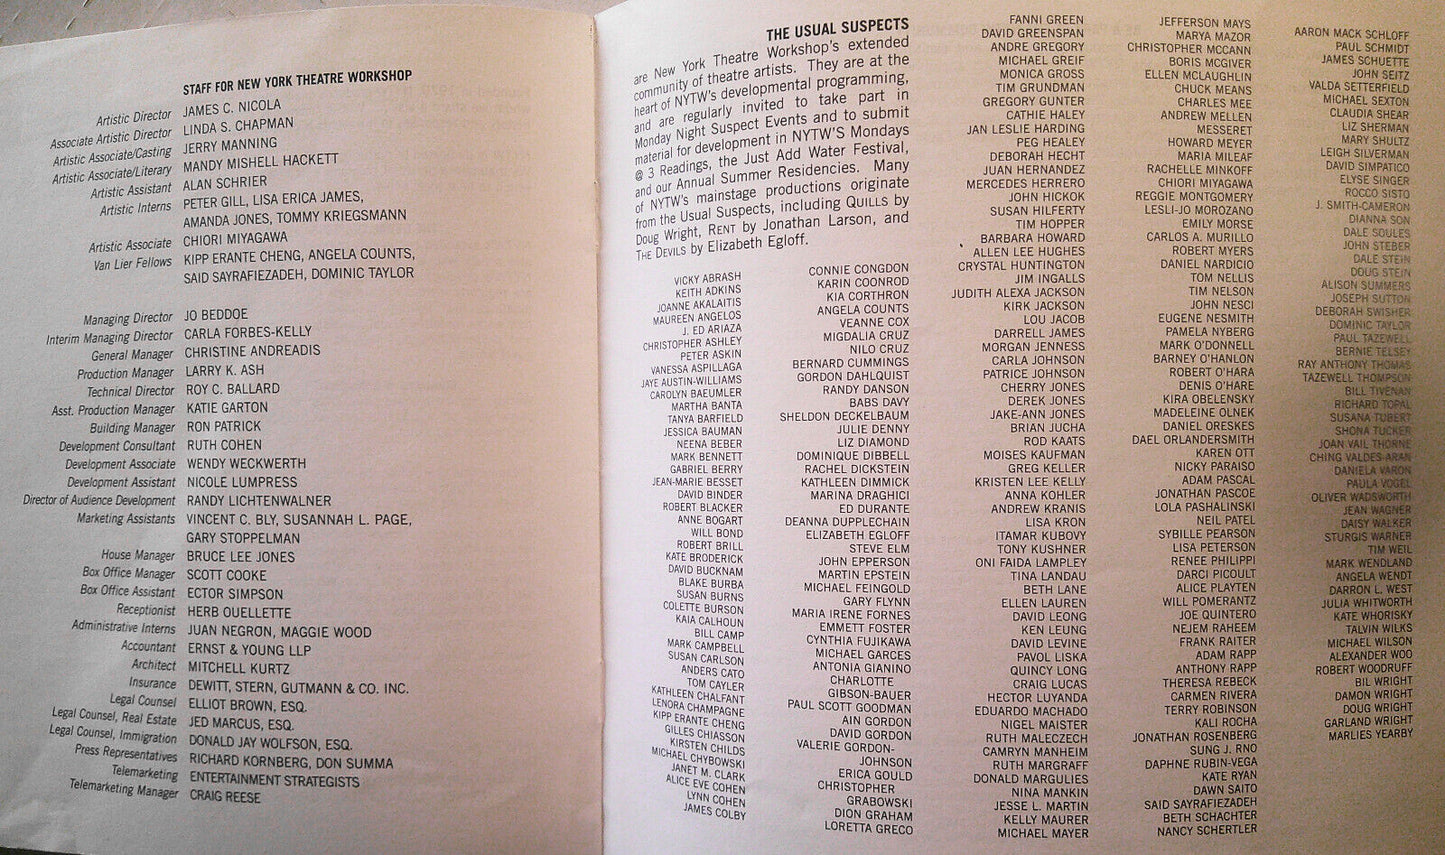 STAFF FOR NEW YORK THEATRE WORKSHOP
Artistic Director JAMES C. NICOLA
Associate Artistic Director LINDA S. CHAPMAN
Artistic Associate/Casting JERRY MANNING
Artistic Associate/Literary MANDY MISHELL HACKETT
Artistic Assistant ALAN SCHRIER
Artistic Interns PETER GILL, LISA ERICA JAMES,
AMANDA JONES, TOMMY KRIEGSMANN
Artistic Associate CHIORI MIYAGAWA
Van Lier Fellows KIPP ERANTE CHENG, ANGELA COUNTS,
SAID SAYRAFIEZADEH, DOMINIC TAYLOR
Managing Director JO BEDDOE
Interim Managing Director CARLA FORBES-KELLY
General Manager CHRISTINE ANDREADIS
Production Manager LARRY K. ASH
Technical Director ROY C. BALLARD
Asst. Production Manager KATIE GARTON
Building Manager RON PATRICK
Development Consultant RUTH COHEN
Development Associate WENDY WECKWERTH
Development Assistant NICOLE LUMPRESS
Director of Audience Development RANDY LICHTENWALNER
Marketing Assistants VINCENT C. BLY, SUSANNAH L. PAGE,
GARY STOPPELMAN
House Manager BRUCE LEE JONES
Box Office Manager SCOTT COOKE
Box Office Assistant ECTOR SIMPSON
Receptionist HERB OUELLETTE
Administrative Interns JUAN NEGRON, MAGGIE WOOD
Accountant ERNST & YOUNG LLP
Architect MITCHELL KURTZ
Insurance DEWITT, STERN, GUTMANN & CO. INC.
Legal Counsel ELLIOT BROWN, ESQ.
Legal Counsel, Real Estate JED MARCUS, ESQ.
Legal Counsel, Immigration DONALD JAY WOLFSON, ESQ.
Press Representatives RICHARD KORNBERG, DON SUMMA
Telemarketing ENTERTAINMENT STRATEGISTS
Telemarketing Manager CRAIG REESE
THE USUAL SUSPECTS
are New York Theatre Workshop's extended
community of theatre artists. They are at the
heart of NYTW's developmental programming,
and are regularly invited to take part in
Monday Night Suspect Events and to submit
material for development in NYTW'S Mondays
@ 3 Readings, the Just Add Water Festival,
and our Annual Summer Residencies. Many
of NYTW's mainstage productions originate
from the Usual Suspects, including QUILLS by
Doug Wright, RENT by Jonathan Larson, and
THE DEVILS by Elizabeth Egloff.
VICKY ABRASH
KEITH ADKINS
JOANNE AKALAITIS
MAUREEN ANGELOS
J. ED ARIAZA
CHRISTOPHER ASHLEY
PETER ASKIN
VANESSA ASPILLAGA
JAYE AUSTIN-WILLIAMS
CAROLYN BAEUMLER
MARTHA BANTA
TANYA BARFIELD
JESSICA BAUMAN
NEENA BEBER
MARK BENNETT
GABRIEL BERRY
JEAN-MARIE BESSET
DAVID BINDER
ROBERT BLACKER
ANNE BOGART
WILL BOND
ROBERT BRILL
KATE BRODERICK
DAVID BUCKNAM
BLAKE BURBA
SUSAN BURNS
COLETTE BURSON
KAIA CALHOUN
BILL CAMP
MARK CAMPBELL
SUSAN CARLSON
ANDERS CATO
TOM CAYLER
KATHLEEN CHALFANT
LENORA CHAMPAGNE
KIPP ERANTE CHENG
GILLES CHIASSON
KIRSTEN CHILDS
MICHAEL CHYBOWSKI
JANET M. CLARK
ALICE EVE COHEN
LYNN COHEN
JAMES COLBY
CONNIE CONGDON
KARIN COONROD
KIA CORTHRON
ANGELA COUNTS
VEANNE COX
MIGDALIA CRUZ
NILO CRUZ
BERNARD CUMMINGS
GORDON DAHLQUIST
RANDY DANSON
BABS DAVY
SHELDON DECKELBAUM
JULIE DENNY
LIZ DIAMOND
DOMINIQUE DIBBELL
RACHEL DICKSTEIN
KATHLEEN DIMMICK
MARINA DRAGHICI
ED DURANTE
DEANNA DUPPLECHAIN
ELIZABETH EGLOFF
STEVE ELM
JOHN EPPERSON
MARTIN EPSTEIN
MICHAEL FEINGOLD
GARY FLYNN
MARIA IRENE FORNES
EMMETT FOSTER
CYNTHIA FUJIKAWA
MICHAEL GARCES
ANTONIA GIANINO
CHARLOTTE
GIBSON-BAUER
PAUL SCOTT GOODMAN
AIN GORDON
DAVID GORDON
VALERIE GORDON-
JOHNSON
ERICA GOULD
CHRISTOPHER
GRABOWSKI
DION GRAHAM
LORETTA GRECO
FANNI GREEN
DAVID GREENSPAN
ANDRE GREGORY
MICHAEL GREIF
MONICA GROSS
TIM GRUNDMAN
GREGORY GUNTER
CATHIE HALEY
JAN LESLIE HARDING
PEG HEALEY
DEBORAH HECHT
JUAN HERNANDEZ
MERCEDES HERRERO
JOHN HICKOK
SUSAN HILFERTY
TIM HOPPER
BARBARA HOWARD
ALLEN LEE HUGHES
CRYSTAL HUNTINGTON
JIM INGALLS
JUDITH ALEXA JACKSON
KIRK JACKSON
LOU JACOB
DARRELL JAMES
MORGAN JENNESS
CARLA JOHNSON
PATRICE JOHNSON
CHERRY JONES
DEREK JONES
JAKE-ANN JONES
BRIAN JUCHA
ROD KAATS
MOISES KAUFMAN
GREG KELLER
KRISTEN LEE KELLY
ANNA KOHLER
ANDREW KRANIS
LISA KRON
ITAMAR KUBOVY
TONY KUSHNER
ONI FAIDA LAMPLEY
TINA LANDAU
BETH LANE
ELLEN LAUREN
DAVID LEONG
KEN LEUNG
DAVID LEVINE
PAVOL LISKA
QUINCY LONG
CRAIG LUCAS
HECTOR LUYANDA
EDUARDO MACHADO
NIGEL MAISTER
RUTH MALECZECH
CAMRYN MANHEIM
RUTH MARGRAFF
DONALD MARGULIES
NINA MANKIN
JESSE L. MARTIN
KELLY MAURER
MICHAEL MAYER
JEFFERSON MAYS
MARYA MAZOR
CHRISTOPHER MCCANN
BORIS MCGIVER
ELLEN MCLAUGHLIN
CHUCK MEANS
CHARLES MEE
ANDREW MELLEN
MESSERET
HOWARD MEYER
MARIA MILEAF
RACHELLE MINKOFF
CHIORI MIYAGAWA
REGGIE MONTGOMERY
LESLI-JO MOROZANO
EMILY MORSE
CARLOS A. MURILLO
ROBERT MYERS
DANIEL NARDICIO
TOM NELLIS
TIM NELSON
JOHN NESCI
EUGENE NESMITH
PAMELA NYBERG
MARK O'DONNELL
BARNEY O'HANLON
ROBERT O'HARA
DENIS O'HARE
KIRA OBELENSKY
MADELEINE OLNEK
DANIEL ORESKES
DAEL ORLANDERSMITH
KAREN OTT
NICKY PARAISO
ADAM PASCAL
JONATHAN PASCOE
LOLA PASHALINSKI
NEIL PATEL
SYBILLE PEARSON
LISA PETERSON
RENEE PHILIPPI
DARCI PICOULT
ALICE PLAYTEN
WILL POMERANTZ
JOE QUINTERO
NEJEM RAHEEM
FRANK RAITER
ADAM RAPP
ANTHONY RAPP
THERESA REBECK
CARMEN RIVERA
TERRY ROBINSON
KALI ROCHA
JONATHAN ROSENBERG
SUNG J. RNO
DAPHNE RUBIN-VEGA
KATE RYAN
DAWN SAITO
SAID SAYRAFIEZADEH
BETH SCHACHTER
NANCY SCHERTLER
AARON MACK SCHLOFF
PAUL SCHMIDT
JAMES SCHUETTE
JOHN SEITZ
VALDA SETTERFIELD
MICHAEL SEXTON
CLAUDIA SHEAR
LIZ SHERMAN
MARY SHULTZ
LEIGH SILVERMAN
DAVID SIMPATICO
ELYSE SINGER
ROCCO SISTO
J. SMITH-CAMERON
DIANNA SON
DALE SOULES
JOHN STEBER
DALE STEIN
DOUG STEIN
ALISON SUMMERS
JOSEPH SUTTON
DEBORAH SWISHER
DOMINIC TAYLOR
PAUL TAZEWELL
BERNIE TELSEY
RAY ANTHONY THOMAS
TAZEWELL THOMPSON
BILL TIVENAN
RICHARD TOPAL
SUSANA TUBERT
SHONA TUCKER
JOAN VAIL THORNE
CHING VALDES-ARAN
DANIELA VARON
PAULA VOGEL
OLIVER WADSWORTH
JEAN WAGNER
DAISY WALKER
STURGIS WARNER
TIM WEIL
MARK WENDLAND
ANGELA WENDT
DARRON L. WEST
JULIA WHITWORTH
KATE WHORISKY
TALVIN WILKS
MICHAEL WILSON
ALEXANDER WOO
ROBERT WOODRUFF
BIL WRIGHT
DAMON WRIGHT
DOUG WRIGHT
GARLAND WRIGHT
MARLIES YEARBY